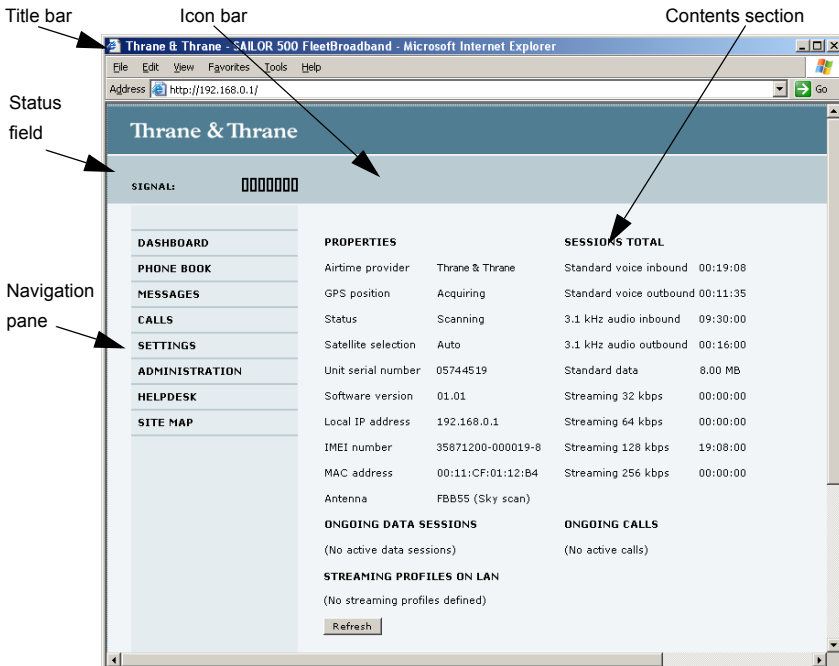 Title bar
Icon bar
Contents section
Thrane & Thrane - SAILOR 500 FleetBroadband - Microsoft Internet Explorer
File Edit View Favorites Tools Help
Address http://192.168.0.1/ Go
Status
field
Thrane & Thrane
SIGNAL:
Navigation
pane
DASHBOARD
PHONE BOOK
MESSAGES
CALLS
SETTINGS
ADMINISTRATION
HELPDESK
SITE MAP
PROPERTIES
Airtime provider Thrane & Thrane
GPS position Acquiring
Status Scanning
Satellite selection Auto
Unit serial number 05744519
Software version 01.01
Local IP address 192.168.0.1
IMEI number 35871200-000019-8
MAC address 00:11:CF:01:12:B4
Antenna FBB55 (Sky scan)
SESSIONS TOTAL
Standard voice inbound 00:19:08
Standard voice outbound 00:11:35
3.1 kHz audio inbound 09:30:00
3.1 kHz audio outbound 00:16:00
Standard data 8.00 MB
Streaming 32 kbps 00:00:00
Streaming 64 kbps 00:00:00
Streaming 128 kbps 19:08:00
Streaming 256 kbps 00:00:00
ONGOING DATA SESSIONS
(No active data sessions)
ONGOING CALLS
(No active calls)
STREAMING PROFILES ON LAN
(No streaming profiles defined)
Refresh